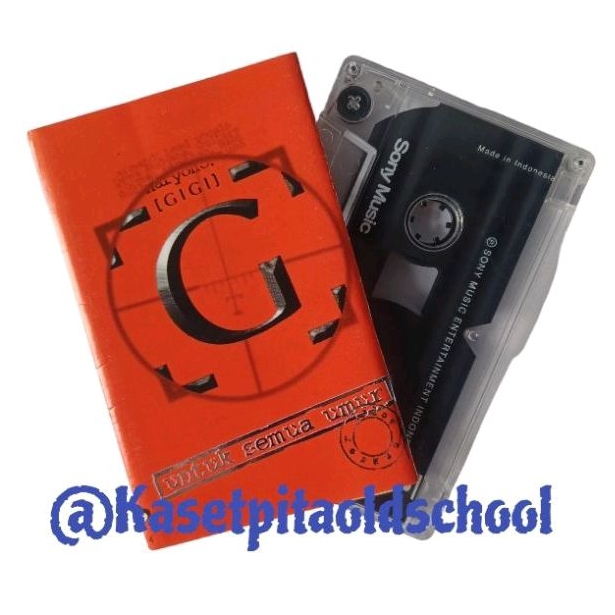 [GIGI]
G
untuk semua umur
Sony Music
Made in Indonesia
℗ SONY MUSIC ENTERTAINMENT INDON
@Kasetpitaoldschool